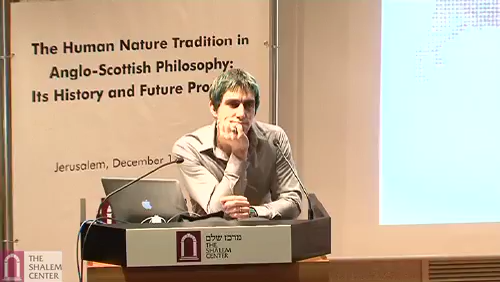 The Human Nature Tradition in
Anglo-Scottish Philosophy:
Its History and Future Pro
Jerusalem, December 1
מרכז שלם
THE
SHALEM
CENTER
THE
SHALEM
CENTER